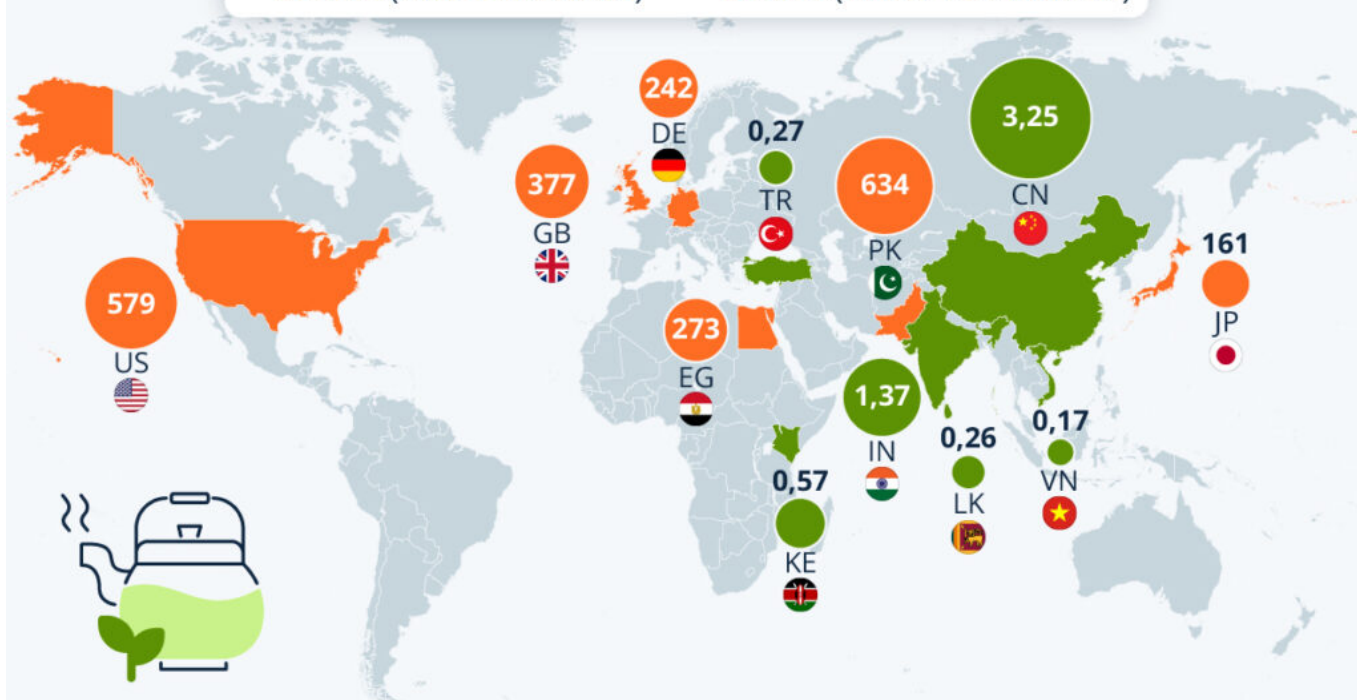 242
DE
0,27
TR
3,25
CN
377
GB
634
PK
161
JP
579
US
273
EG
1,37
IN
0,26
LK
0,17
VN
0,57
KE